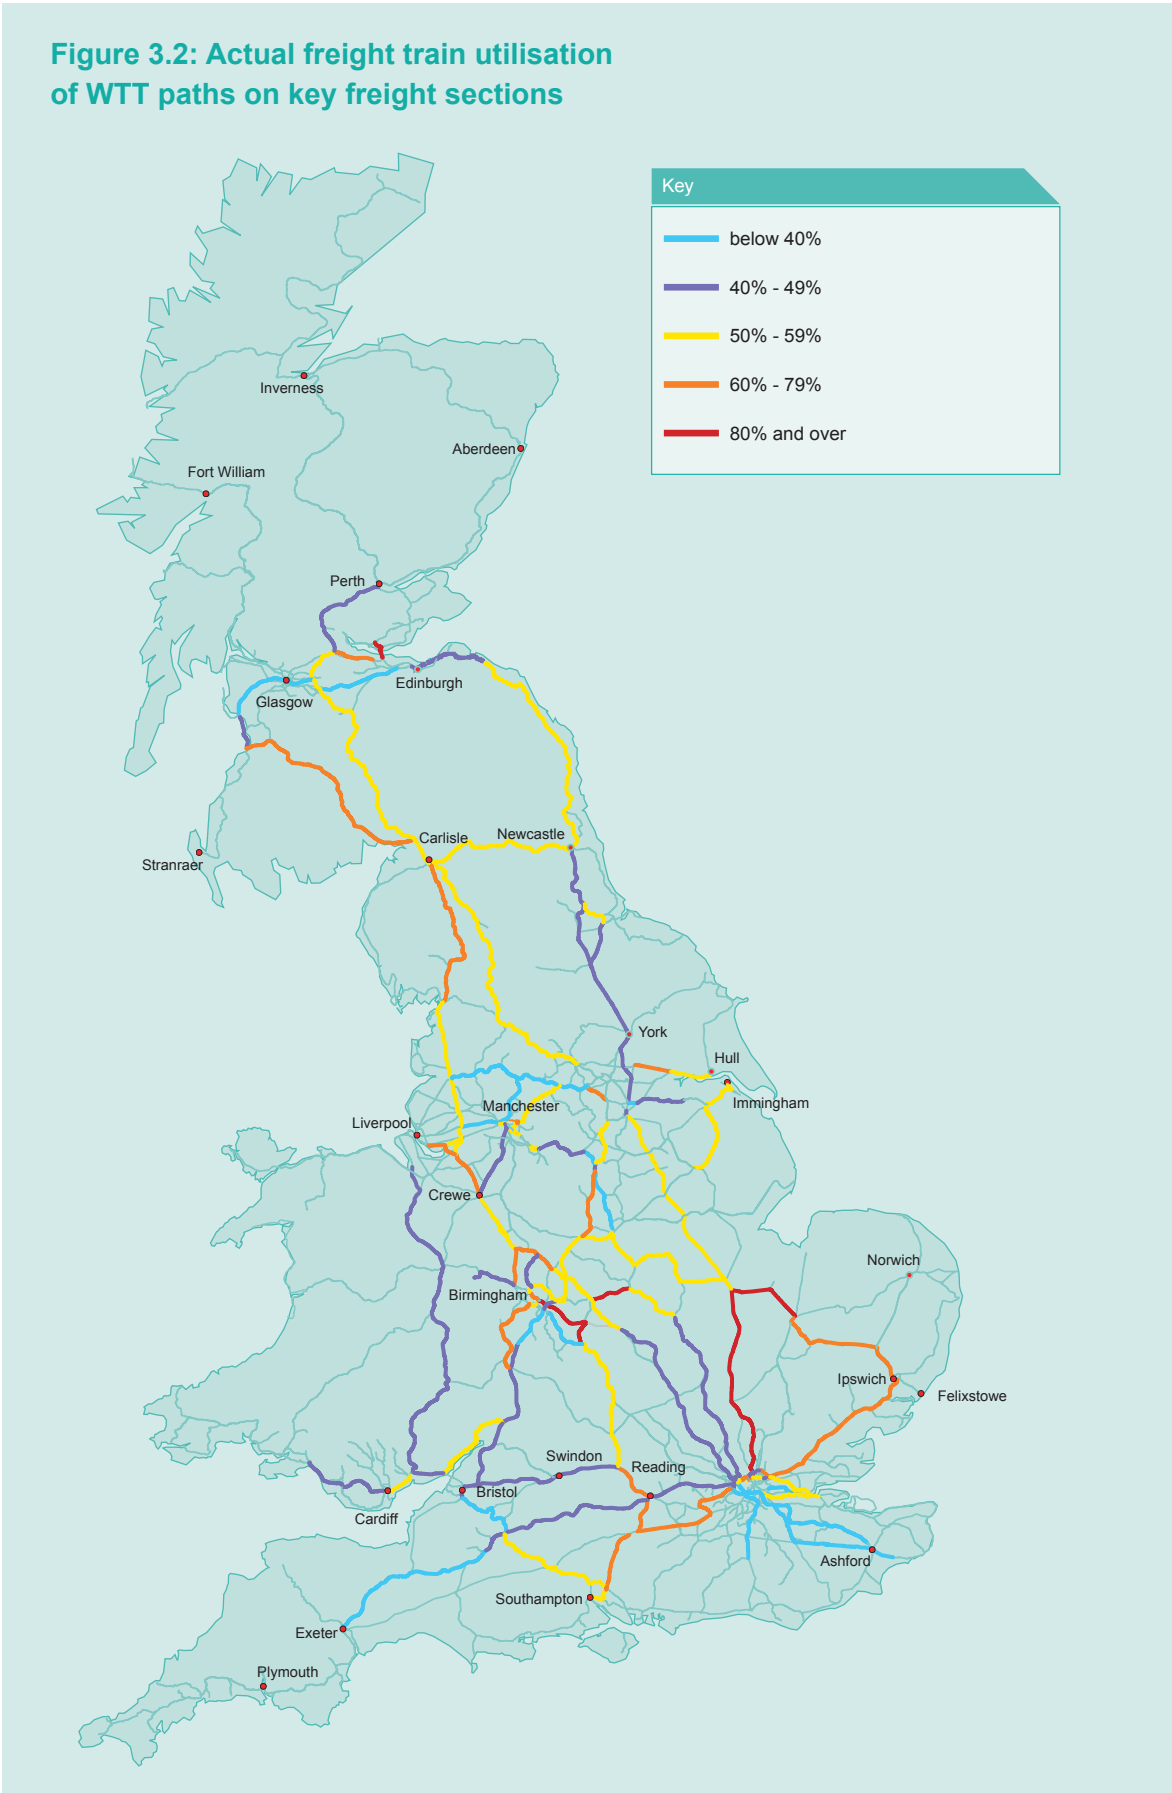 Figure 3.2: Actual freight train utilisation
of WTT paths on key freight sections
Key
below 40%
40% - 49%
50% - 59%
60% - 79%
80% and over
Inverness
Aberdeen
Fort William
Perth
Edinburgh
Glasgow
Carlisle
Newcastle
Stranraer
York
Hull
Immingham
Manchester
Liverpool
Crewe
Norwich
Birmingham
Ipswich
Felixstowe
Swindon
Reading
Bristol
Cardiff
Ashford
Southampton
Exeter
Plymouth